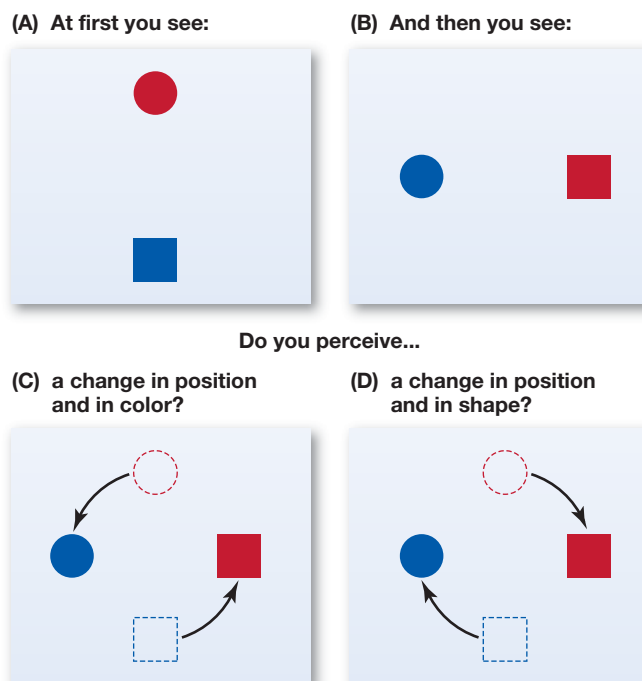 (A) At first you see:
(B) And then you see:
Do you perceive...
(C) a change in position
and in color?
(D) a change in position
and in shape?